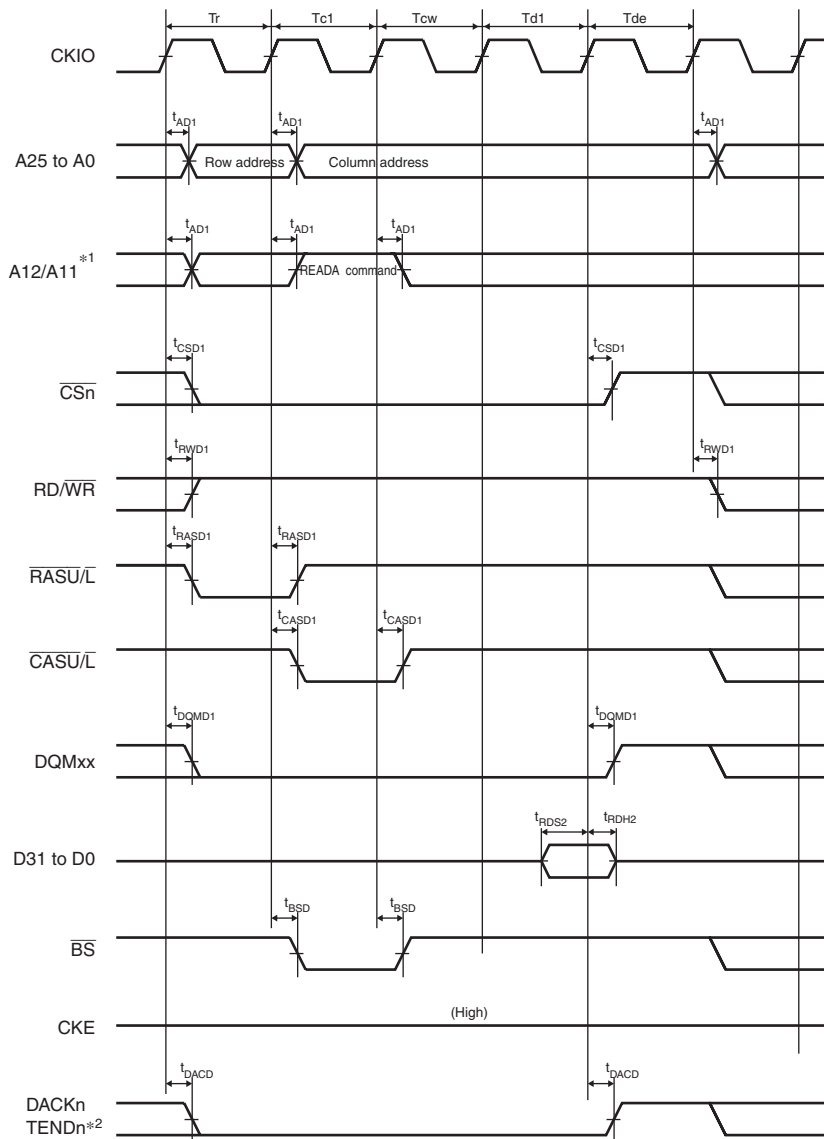 Tr Tc1 Tcw Td1 Tde
CKIO
tAD1 tAD1 tAD1
A25 to A0 Row address Column address
tAD1 tAD1 tAD1
A12/A11 *1 READA command
tCSD1 tCSD1
CSn
tRWD1 tRWD1
RD/WR
tRASD1 tRASD1
RASU/L
tCASD1 tCASD1
CASU/L
tDQMD1 tDQMD1
DQMxx
tRDS2 tRDH2
D31 to D0
tBSD tBSD
BS
(High)
CKE
tDACD tDACD
DACKn
TENDn*2